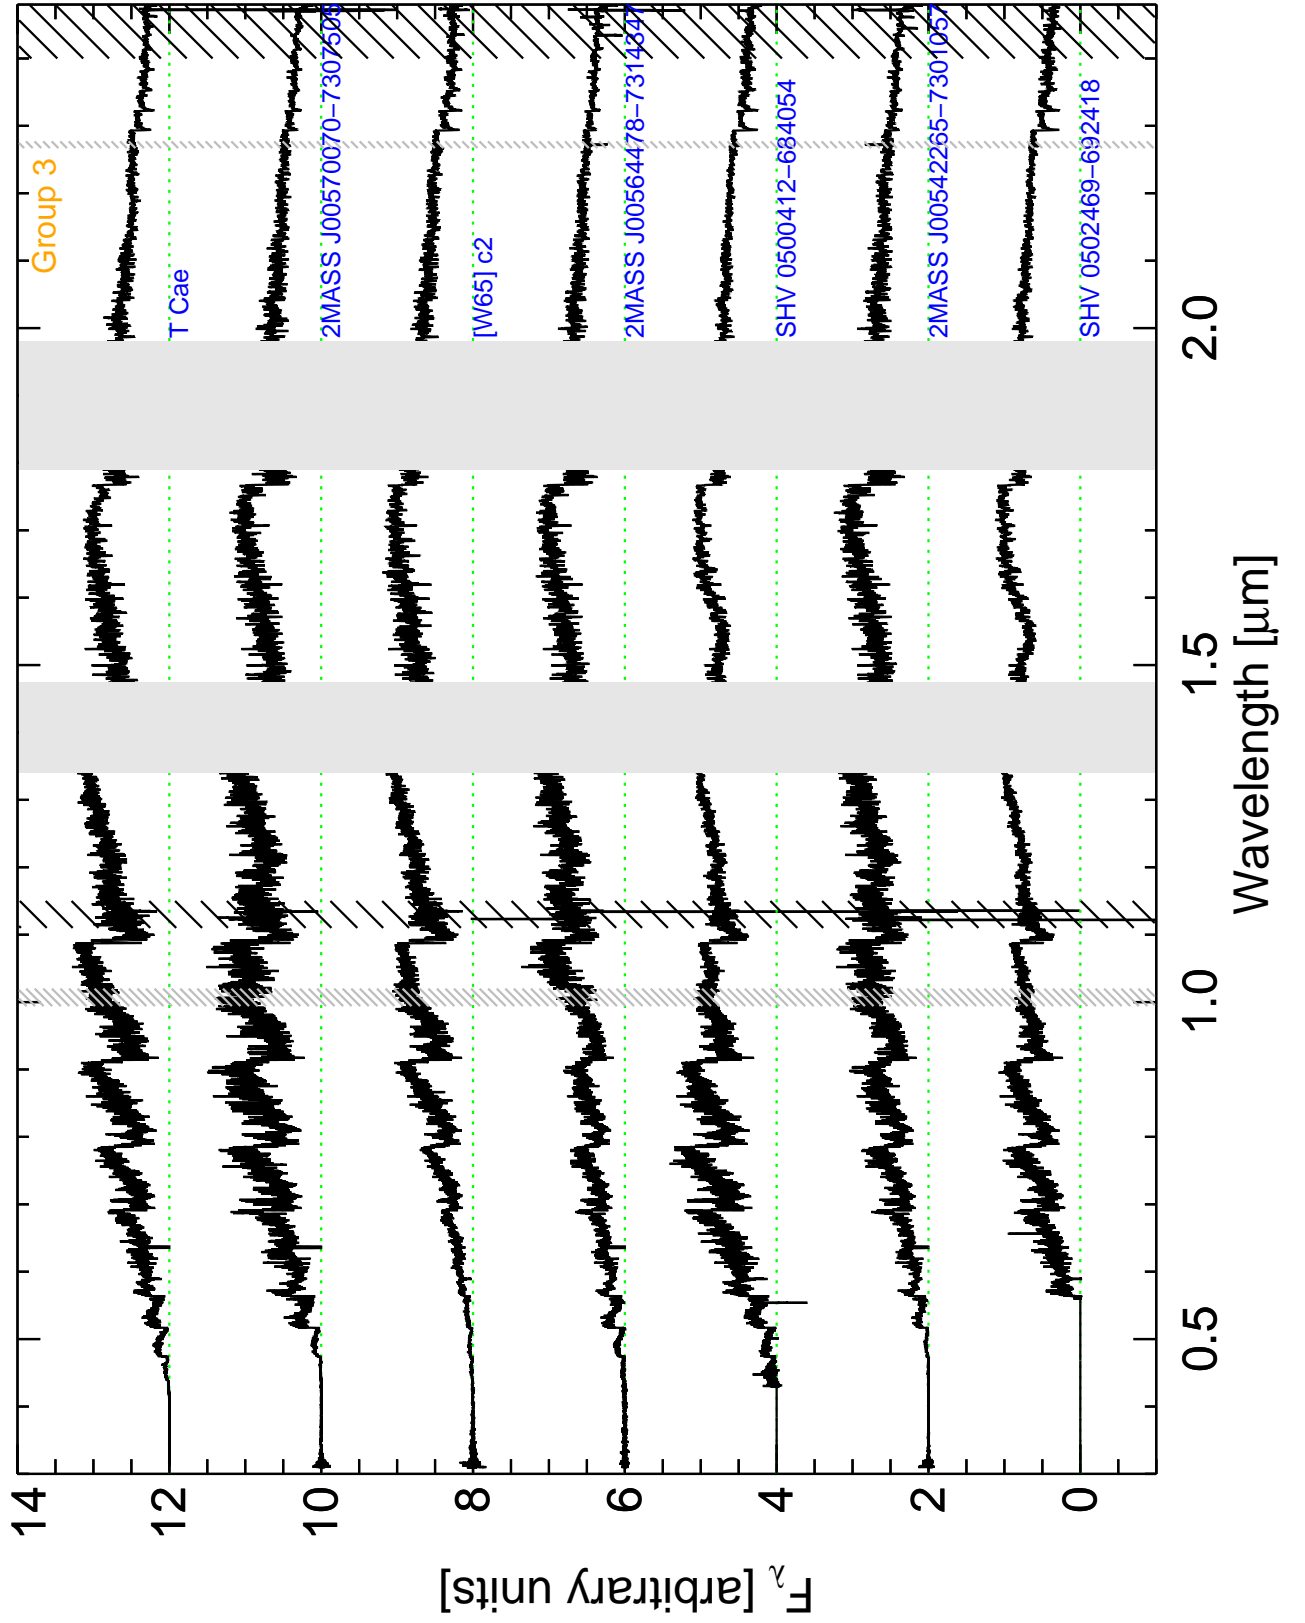 Group 3
T Cae
2MASS J00570070−7307505
[W65] c2
2MASS J00564478−7314347
SHV 0500412−684054
2MASS J00542265−7301057
SHV 0502469−692418
14
12
10
8
6
4
2
0
F_λ [arbitrary units]
0.5
1.0
1.5
2.0
Wavelength [μm]